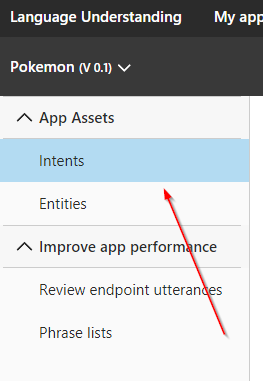 Language Understanding My app
Pokemon (V 0.1)
App Assets
Intents
Entities
Improve app performance
Review endpoint utterances
Phrase lists